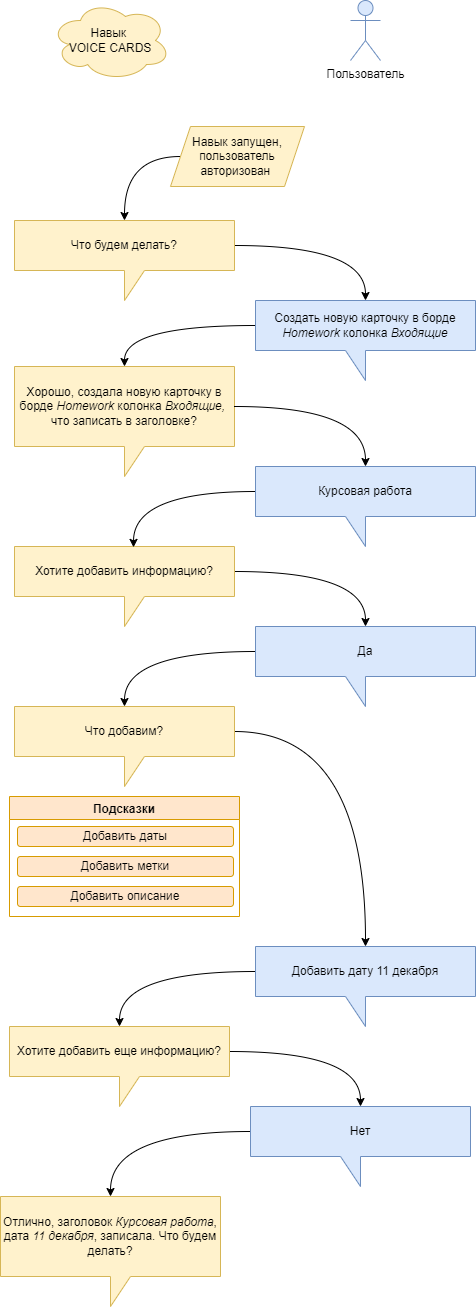 Навык
VOICE CARDS
Пользователь
Навык запущен,
пользователь
авторизован
Что будем делать?
Создать новую карточку в борде
Homework колонка Входящие
Хорошо, создала новую карточку в
борде Homework колонка Входящие,
что записать в заголовке?
Курсовая работа
Хотите добавить информацию?
Да
Что добавим?
Подсказки
Добавить даты
Добавить метки
Добавить описание
Добавить дату 11 декабря
Хотите добавить еще информацию?
Нет
Отлично, заголовок Курсовая работа,
дата 11 декабря, записала. Что будем
делать?